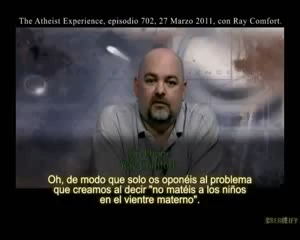 The Atheist Experience, episodio 702, 27 Marzo 2011, con Ray Comfort.
Oh, de modo que solo os oponéis al problema
que creamos al decir "no matéis a los niños
en el vientre materno".